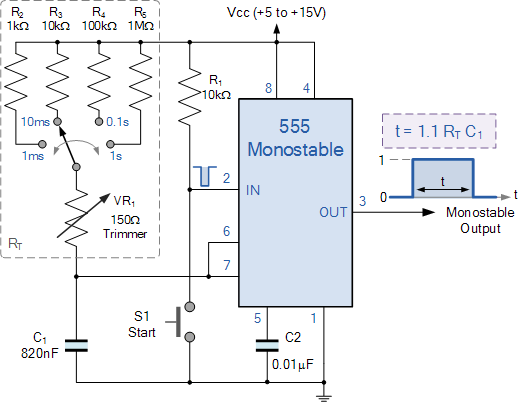 R2 R3 R4 R5
1kΩ 10kΩ 100kΩ 1MΩ
Vcc (+5 to +15V)
R1
10kΩ
8
4
10ms
0.1s
1ms
1s
555
Monostable
t = 1.1 RT C1
1
0
t
t
2
IN
VR1
150Ω
Trimmer
RT
OUT
3
Monostable
Output
6
7
S1
Start
5
1
C1
820nF
C2
0.01µF